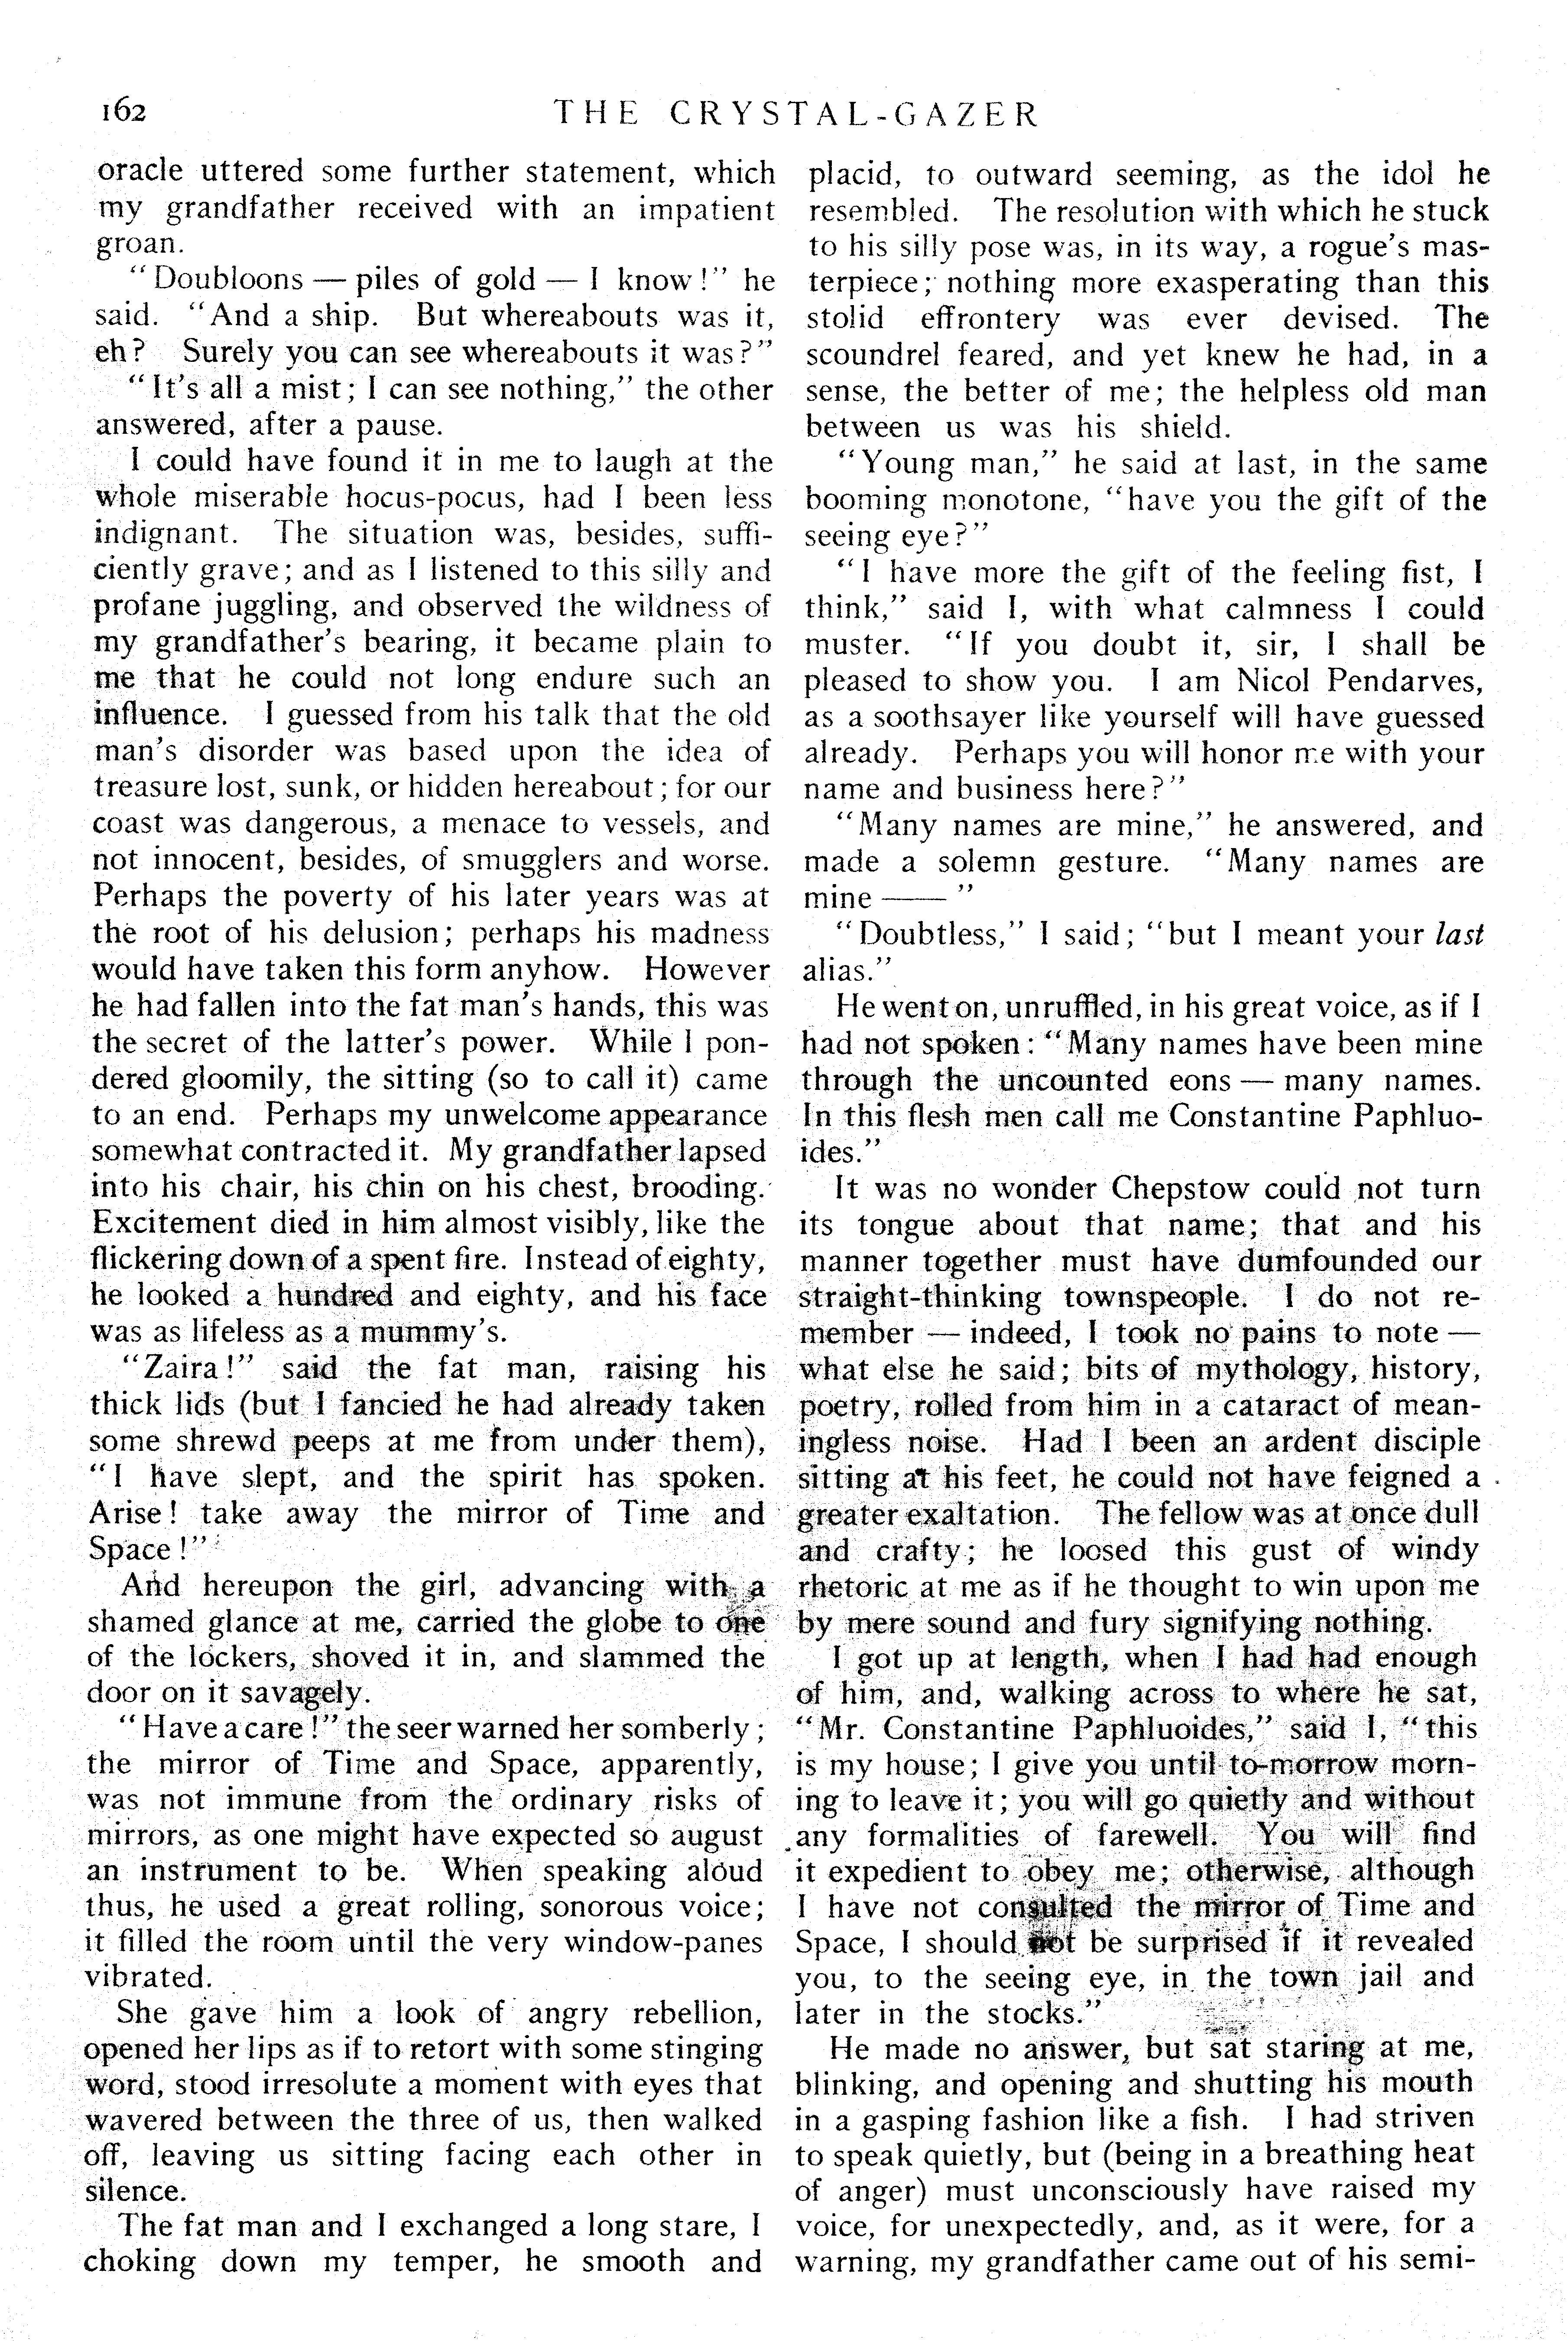 162
THE CRYSTAL-GAZER
oracle uttered some further statement, which
my grandfather received with an impatient
groan.
“Doubloons — piles of gold — I know!” he
said. “And a ship. But whereabouts was it,
eh? Surely you can see whereabouts it was?”
“It’s all a mist; I can see nothing,” the other
answered, after a pause.
I could have found it in me to laugh at the
whole miserable hocus-pocus, had I been less
indignant. The situation was, besides, suffi-
ciently grave; and as I listened to this silly and
profane juggling, and observed the wildness of
my grandfather’s bearing, it became plain to
me that he could not long endure such an
influence. I guessed from his talk that the old
man’s disorder was based upon the idea of
treasure lost, sunk, or hidden hereabout; for our
coast was dangerous, a menace to vessels, and
not innocent, besides, of smugglers and worse.
Perhaps the poverty of his later years was at
the root of his delusion; perhaps his madness
would have taken this form anyhow. However
he had fallen into the fat man’s hands, this was
the secret of the latter’s power. While I pon-
dered gloomily, the sitting (so to call it) came
to an end. Perhaps my unwelcome appearance
somewhat contracted it. My grandfather lapsed
into his chair, his chin on his chest, brooding.
Excitement died in him almost visibly, like the
flickering down of a spent fire. Instead of eighty,
he looked a hundred and eighty, and his face
was as lifeless as a mummy’s.
“Zaira!” said the fat man, raising his
thick lids (but I fancied he had already taken
some shrewd peeps at me from under them),
“I have slept, and the spirit has spoken.
Arise! take away the mirror of Time and
Space!”
And hereupon the girl, advancing with a
shamed glance at me, carried the globe to one
of the lockers, shoved it in, and slammed the
door on it savagely.
“Have a care!” the seer warned her somberly;
the mirror of Time and Space, apparently,
was not immune from the ordinary risks of
mirrors, as one might have expected so august
an instrument to be. When speaking aloud
thus, he used a great rolling, sonorous voice;
it filled the room until the very window-panes
vibrated.
She gave him a look of angry rebellion,
opened her lips as if to retort with some stinging
word, stood irresolute a moment with eyes that
wavered between the three of us, then walked
off, leaving us sitting facing each other in
silence.
The fat man and I exchanged a long stare, I
choking down my temper, he smooth and
placid, to outward seeming, as the idol he
resembled. The resolution with which he stuck
to his silly pose was, in its way, a rogue’s mas-
terpiece; nothing more exasperating than this
stolid effrontery was ever devised. The
scoundrel feared, and yet knew he had, in a
sense, the better of me; the helpless old man
between us was his shield.
“Young man,” he said at last, in the same
booming monotone, “have you the gift of the
seeing eye?”
“I have more the gift of the feeling fist, I
think,” said I, with what calmness I could
muster. “If you doubt it, sir, I shall be
pleased to show you. I am Nicol Pendarves,
as a soothsayer like yourself will have guessed
already. Perhaps you will honor me with your
name and business here?”
“Many names are mine,” he answered, and
made a solemn gesture. “Many names are
mine —— ”
“Doubtless,” I said; “but I meant your last
alias.”
He went on, unruffled, in his great voice, as if I
had not spoken: “Many names have been mine
through the uncounted eons — many names.
In this flesh men call me Constantine Paphluo-
ides.”
It was no wonder Chepstow could not turn
its tongue about that name; that and his
manner together must have dumfounded our
straight-thinking townspeople. I do not re-
member — indeed, I took no pains to note —
what else he said; bits of mythology, history,
poetry, rolled from him in a cataract of mean-
ingless noise. Had I been an ardent disciple
sitting at his feet, he could not have feigned a
greater exaltation. The fellow was at once dull
and crafty; he loosed this gust of windy
rhetoric at me as if he thought to win upon me
by mere sound and fury signifying nothing.
I got up at length, when I had had enough
of him, and, walking across to where he sat,
“Mr. Constantine Paphluoides,” said I, “this
is my house; I give you until to-morrow morn-
ing to leave it; you will go quietly and without
any formalities of farewell. You will find
it expedient to obey me; otherwise, although
I have not consulted the mirror of Time and
Space, I should not be surprised if it revealed
you, to the seeing eye, in the town jail and
later in the stocks.”
He made no answer, but sat staring at me,
blinking, and opening and shutting his mouth
in a gasping fashion like a fish. I had striven
to speak quietly, but (being in a breathing heat
of anger) must unconsciously have raised my
voice, for unexpectedly, and, as it were, for a
warning, my grandfather came out of his semi-